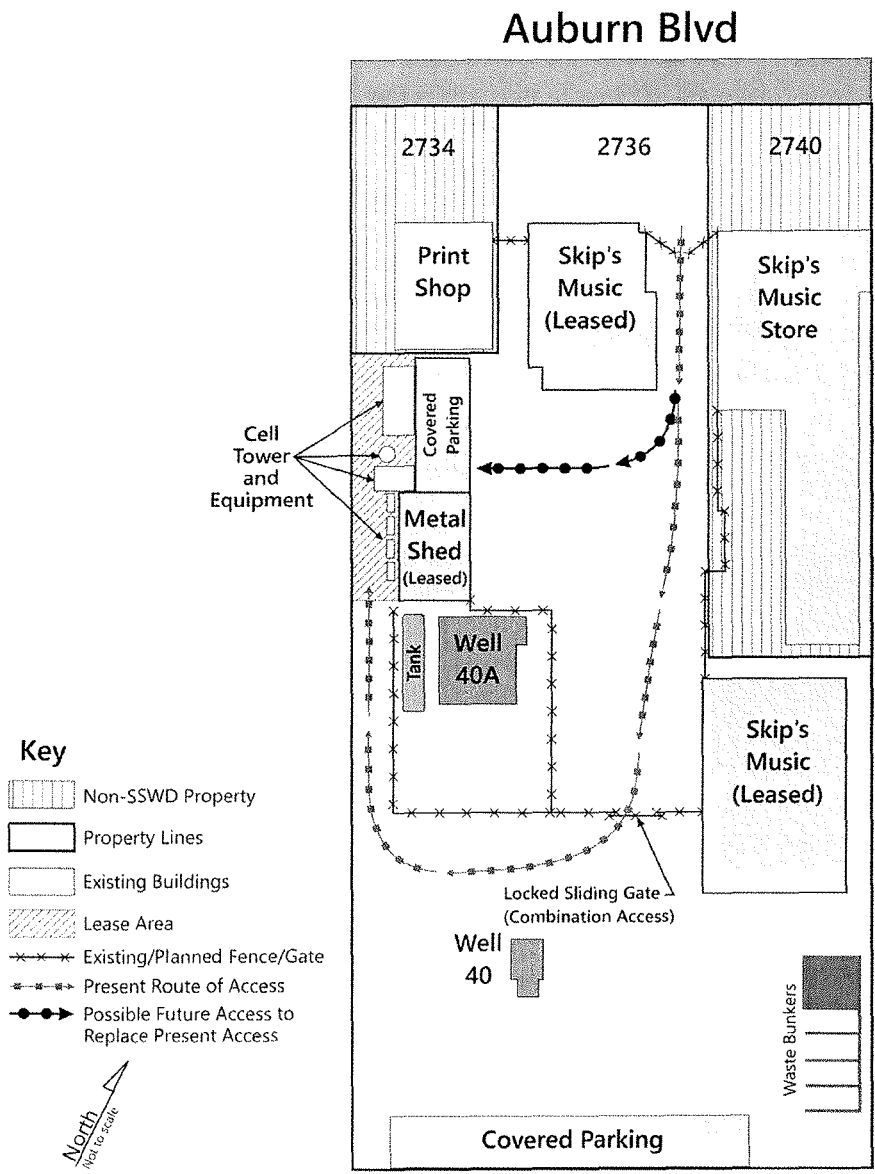 Auburn Blvd
2734
2736
2740
Print
Shop
Skip's
Music
(Leased)
Skip's
Music
Store
Covered
Parking
Cell
Tower
and
Equipment
Metal
Shed
(Leased)
Tank
Well
40A
Skip's
Music
(Leased)
Key
Non-SSWD Property
Property Lines
Existing Buildings
Lease Area
Existing/Planned Fence/Gate
Present Route of Access
Possible Future Access to
Replace Present Access
Locked Sliding Gate
(Combination Access)
Well
40
Waste Bunkers
North
Not to scale
Covered Parking